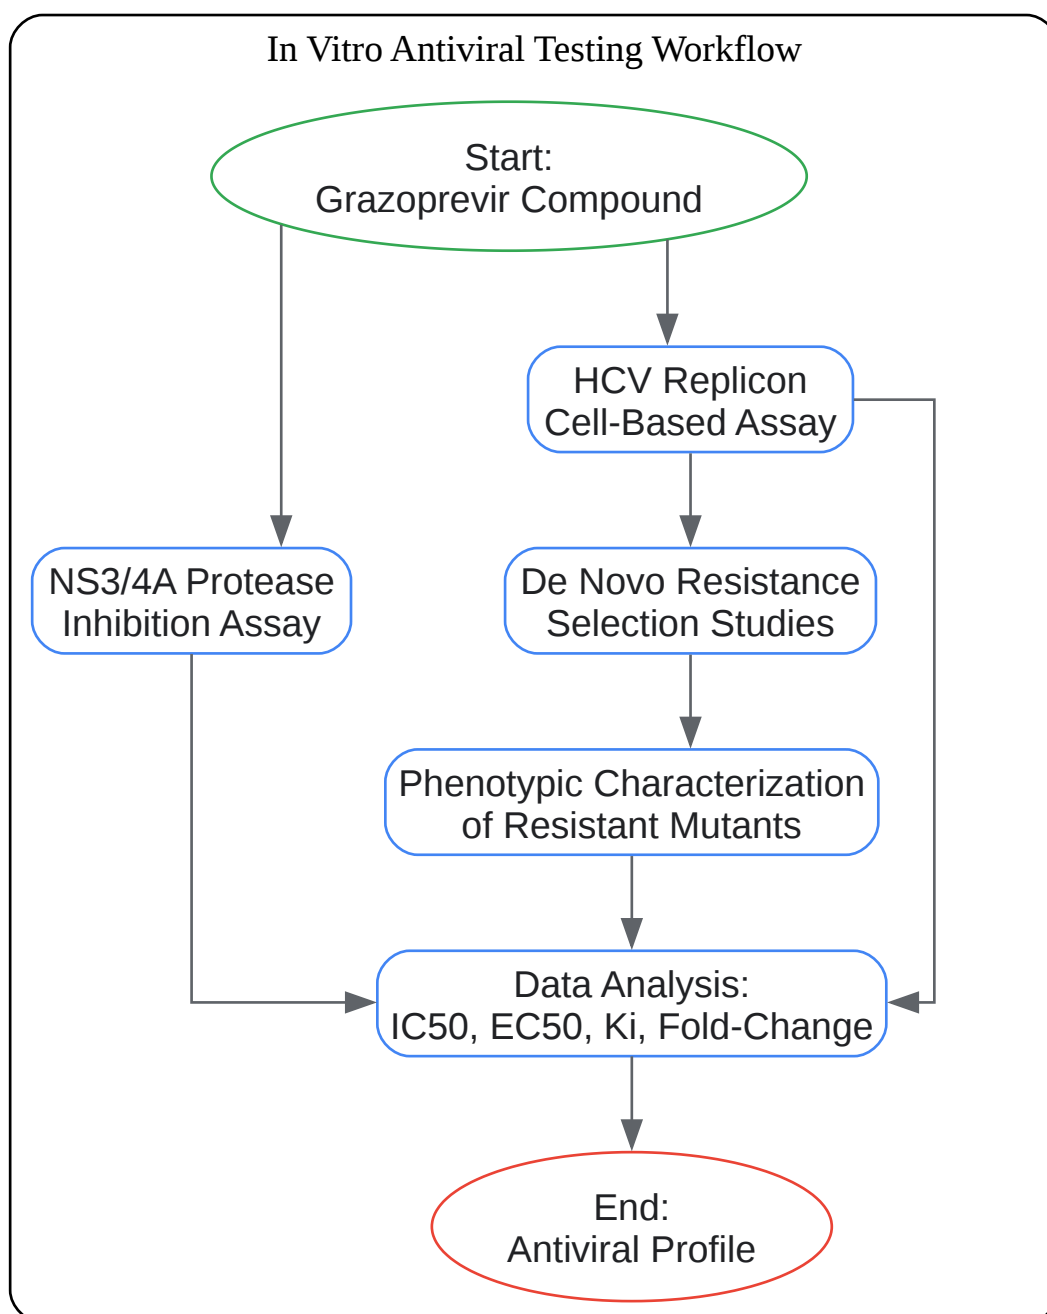 In Vitro Antiviral Testing Workflow
Start:
Grazoprevir Compound
HCV Replicon
Cell-Based Assay
NS3/4A Protease
Inhibition Assay
De Novo Resistance
Selection Studies
Phenotypic Characterization
of Resistant Mutants
Data Analysis:
IC50, EC50, Ki, Fold-Change
End:
Antiviral Profile